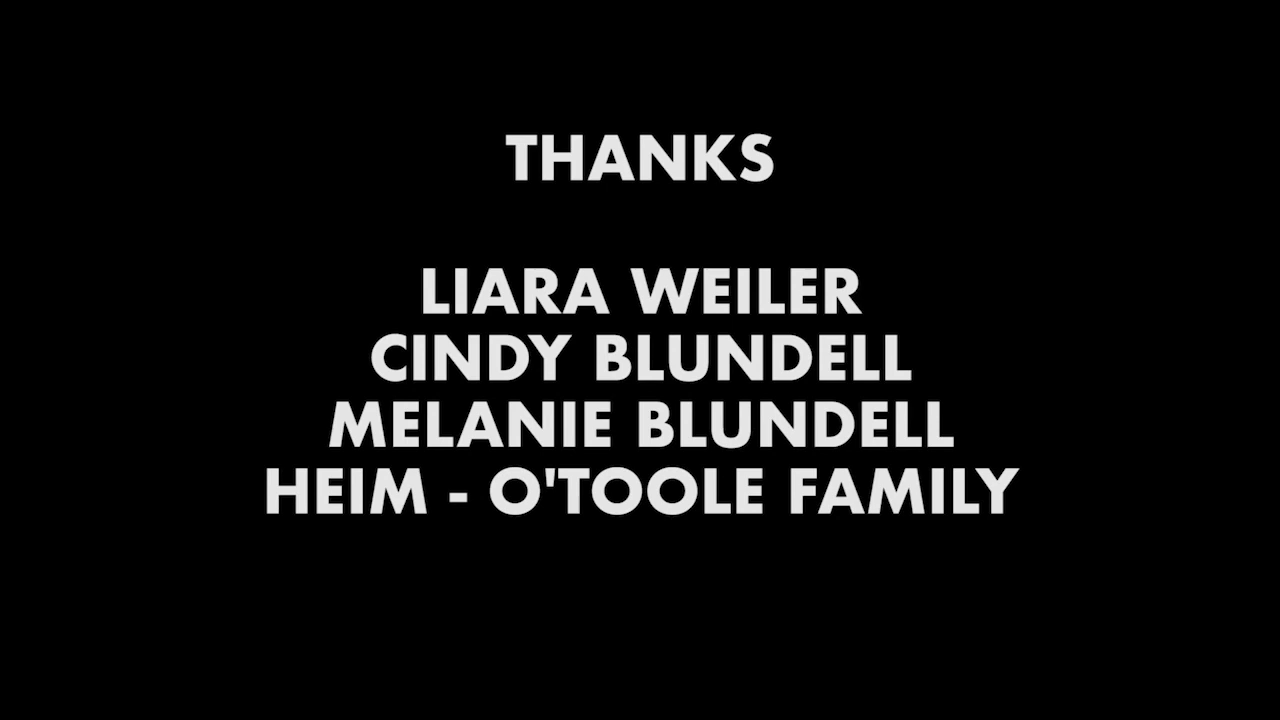 THANKS
LIARA WEILER
CINDY BLUNDELL
MELANIE BLUNDELL
HEIM - O'TOOLE FAMILY